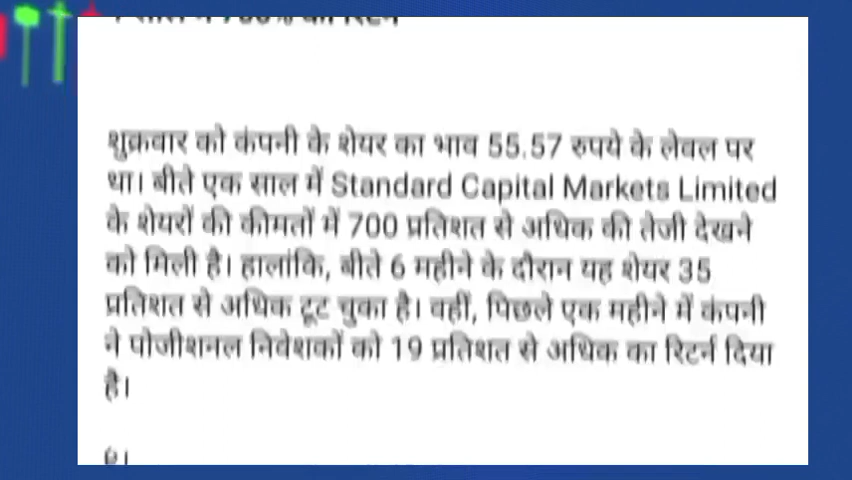 शुक्रवार को कंपनी के शेयर का भाव 55.57 रुपये के लेवल पर
था। बीते एक साल में Standard Capital Markets Limited
के शेयरों की कीमतों में 700 प्रतिशत से अधिक की तेजी देखने
को मिली है। हालांकि, बीते 6 महीने के दौरान यह शेयर 35
प्रतिशत से अधिक टूट चुका है। वहीं, पिछले एक महीने में कंपनी
ने पोजीशनल निवेशकों को 19 प्रतिशत से अधिक का रिटर्न दिया
है।